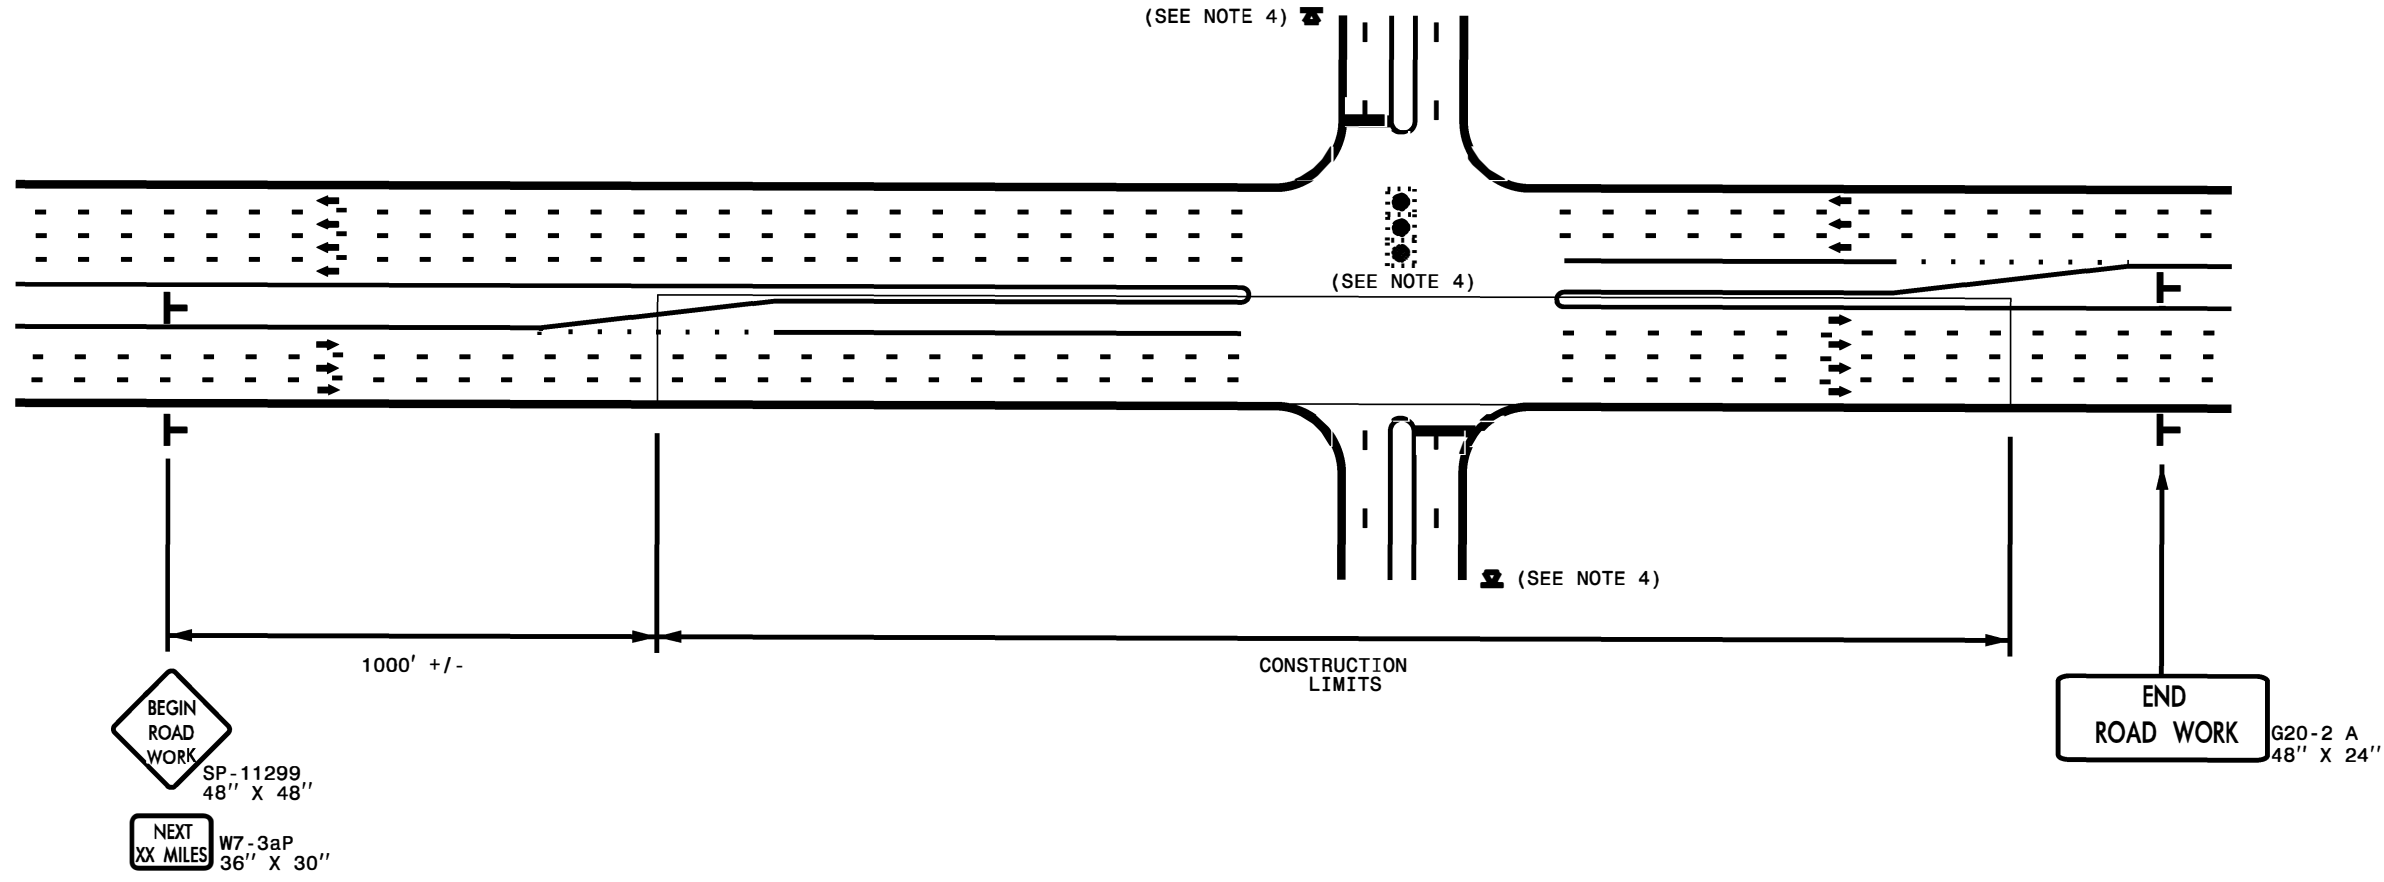 (SEE NOTE 4)
(SEE NOTE 4)
(SEE NOTE 4)
1000' +/-
CONSTRUCTION
LIMITS
BEGIN
ROAD
WORK
SP-11299
48'' X 48''
NEXT
XX MILES
W7-3aP
36'' X 30''
END
ROAD WORK
G20-2 A
48'' X 24''